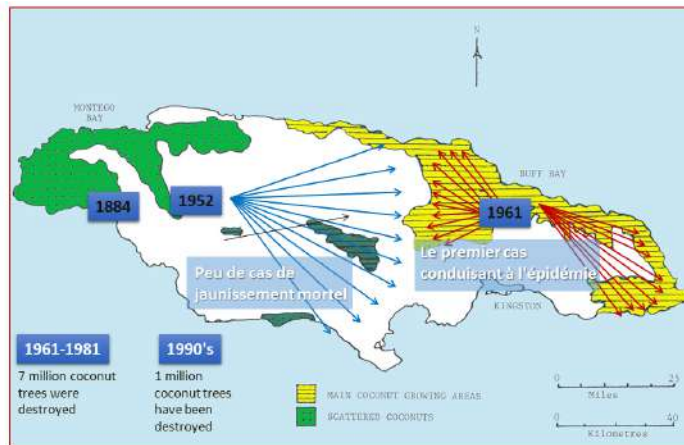 N
MONTEGO
BAY
BUFF BAY
1884
1952
1961
Peu de cas de
jaunissement mortel
Le premier cas
conduisant à l'épidémie
KINGSTON
1961-1981
7 million coconut
trees were
destroyed
1990's
1 million
coconut trees
have been
destroyed
MAIN COCONUT GROWING AREAS
SCATTERED COCONUTS
0 25
Miles
0 40
Kilometres